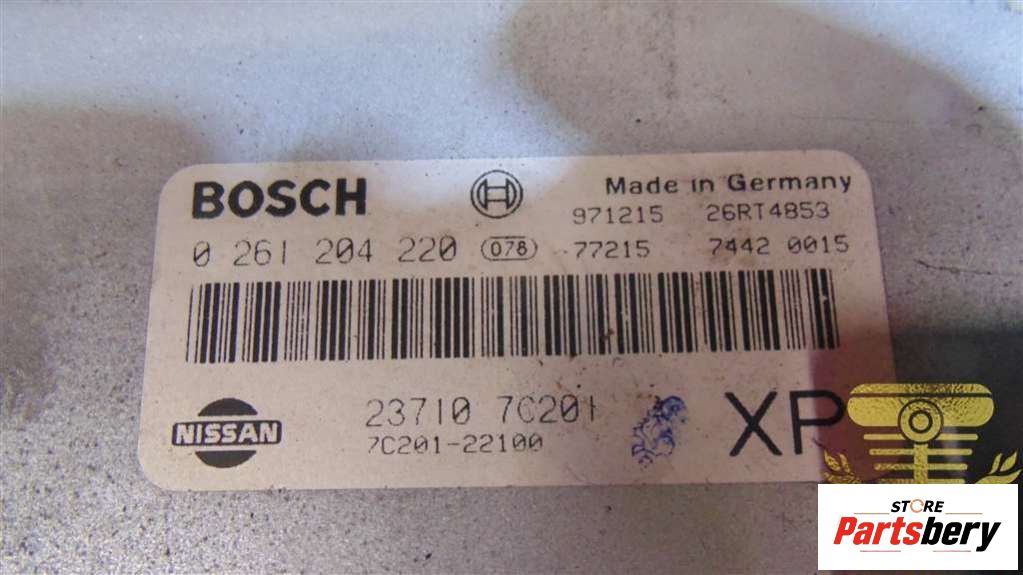 BOSCH
Made in Germany
971215 26RT4853
0 261 204 220 078 77215 7442 0015
23710 7C201
7C201-22100
NISSAN
XP
STORE
Partsbery